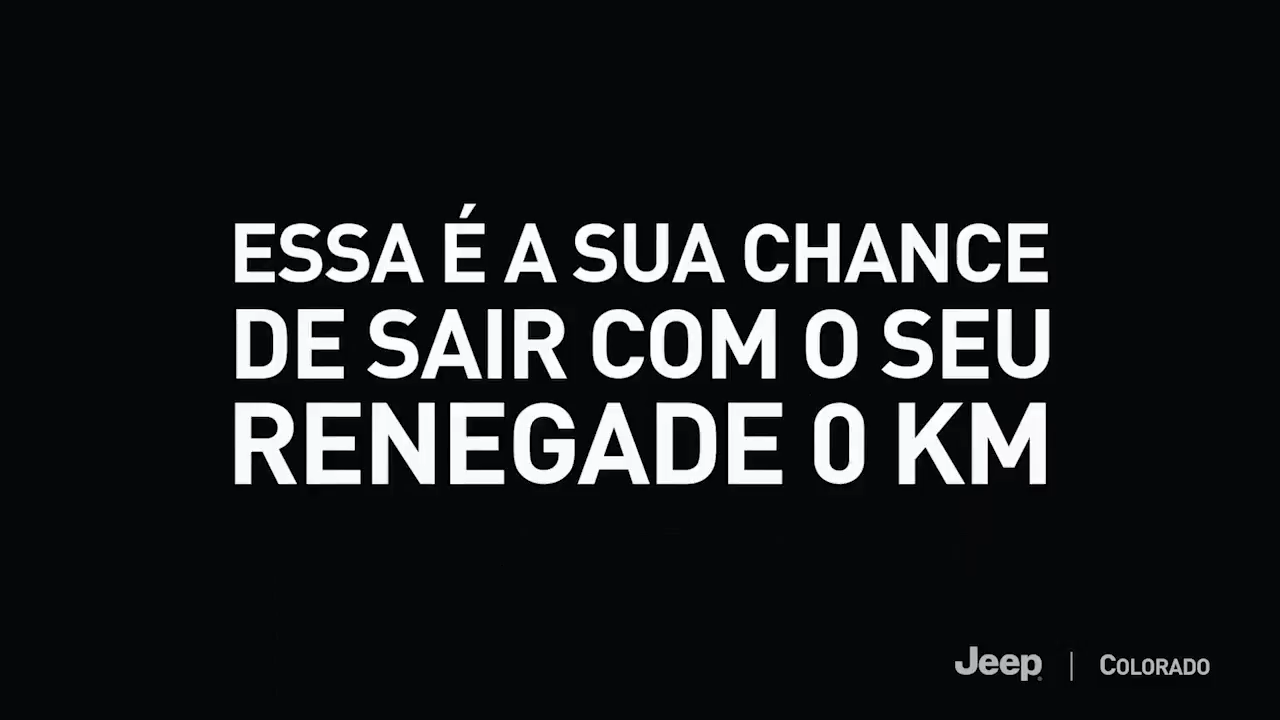 ESSA É A SUA CHANCE
DE SAIR COM O SEU
RENEGADE 0 KM
Jeep | COLORADO